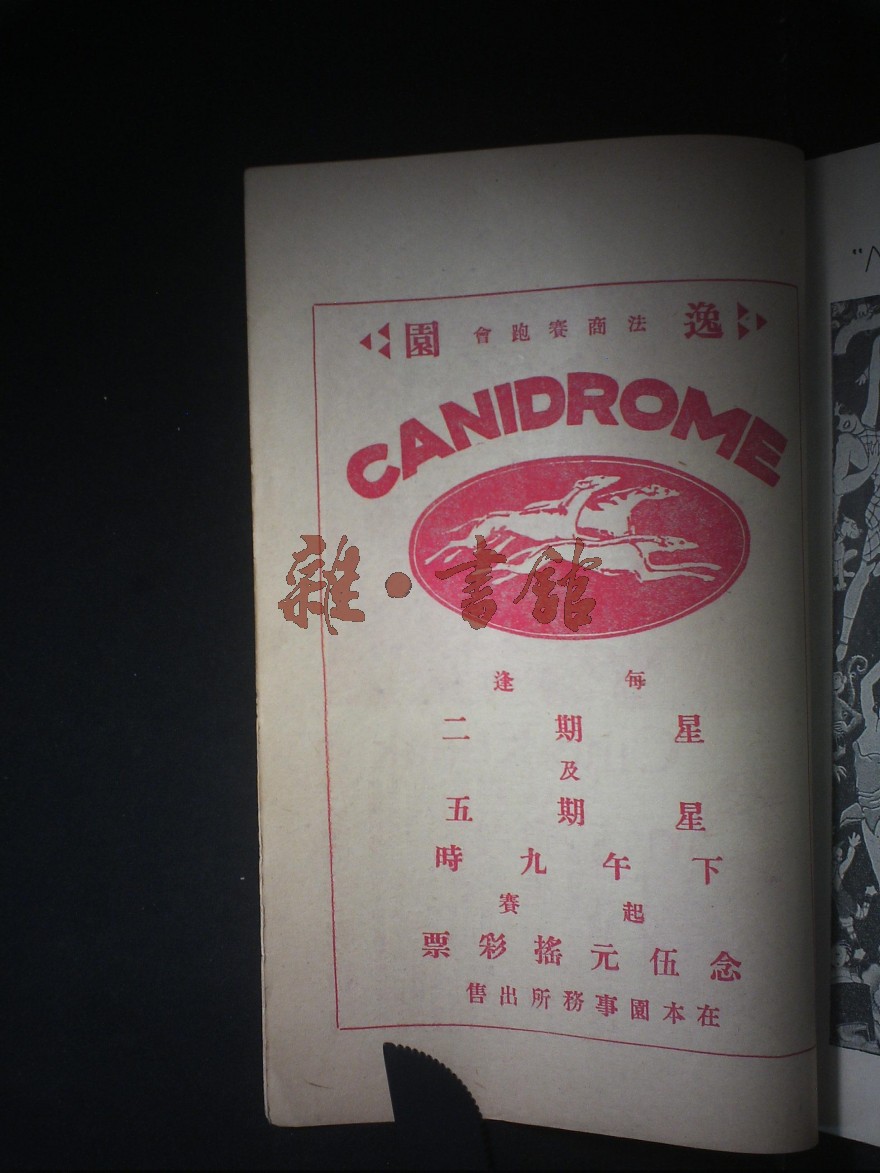 逸 法商賽跑會 園
CANIDROME
雜·書館
每逢
星期二
及
星期五
下午九時
起賽
念伍元搖彩票
在本園事務所出售